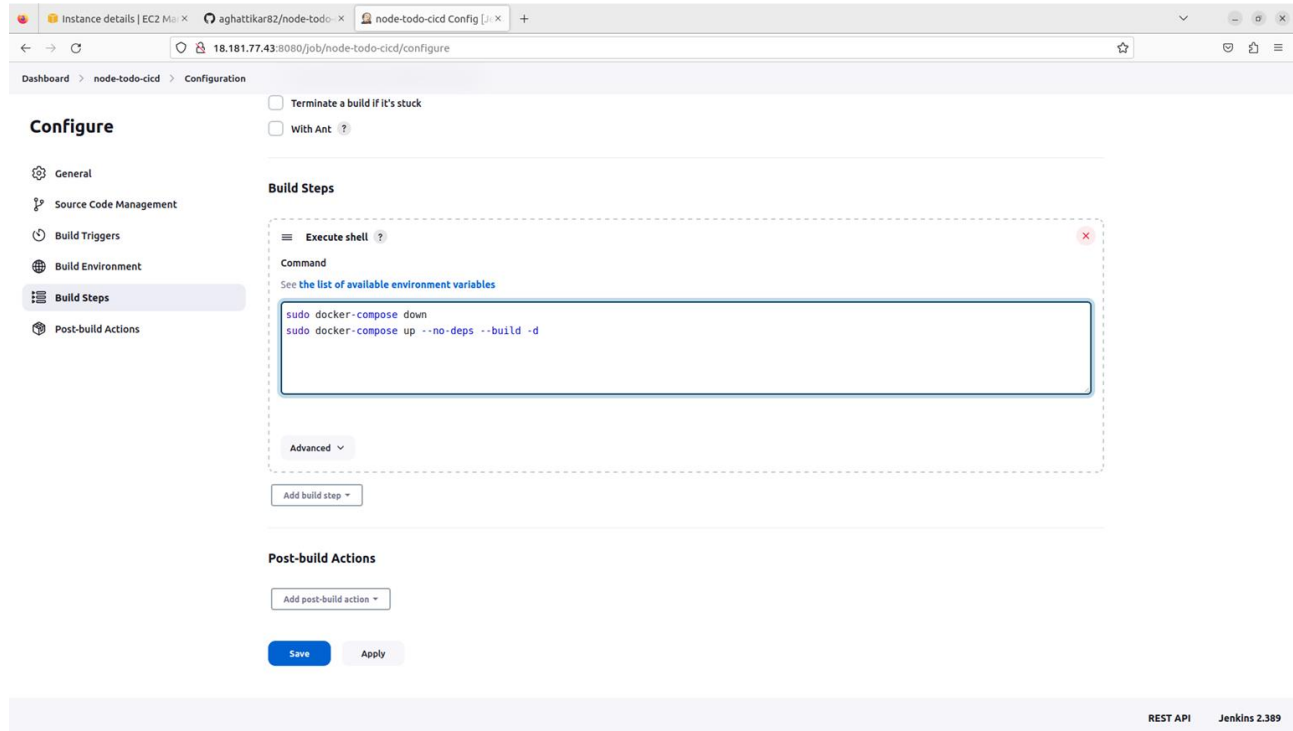 Instance details | EC2 Ma
aghattikar82/node-todo-
node-todo-cicd Config [Je
18.181.77.43:8080/job/node-todo-cicd/configure
Dashboard > node-todo-cicd > Configuration
Configure
General
Source Code Management
Build Triggers
Build Environment
Build Steps
Post-build Actions
Terminate a build if it's stuck
With Ant ?
Build Steps
Execute shell ?
Command
See the list of available environment variables
sudo docker-compose down
sudo docker-compose up --no-deps --build -d
Advanced
Add build step
Post-build Actions
Add post-build action
Save Apply
REST API Jenkins 2.389